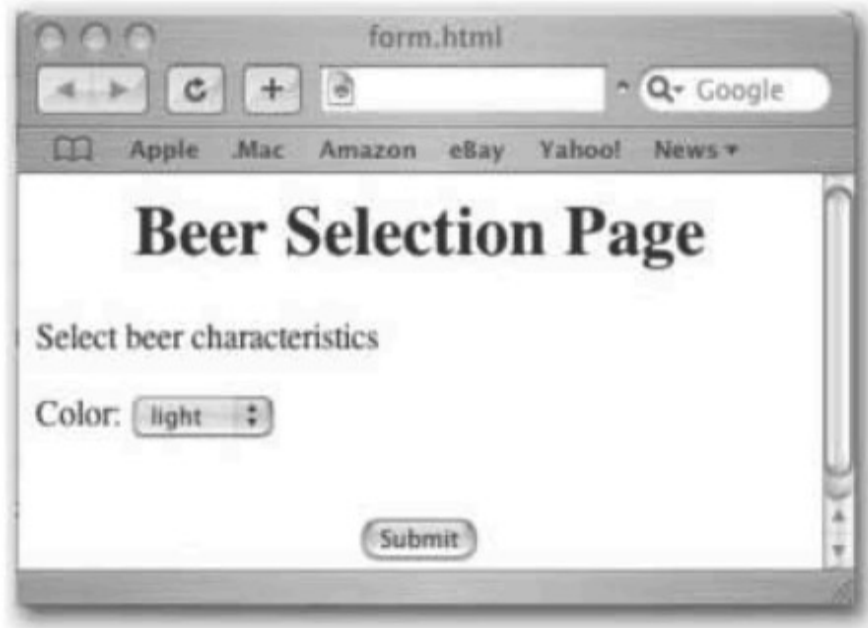 form.html
Google
Apple .Mac Amazon eBay Yahoo! News
Beer Selection Page
Select beer characteristics
Color: light
Submit